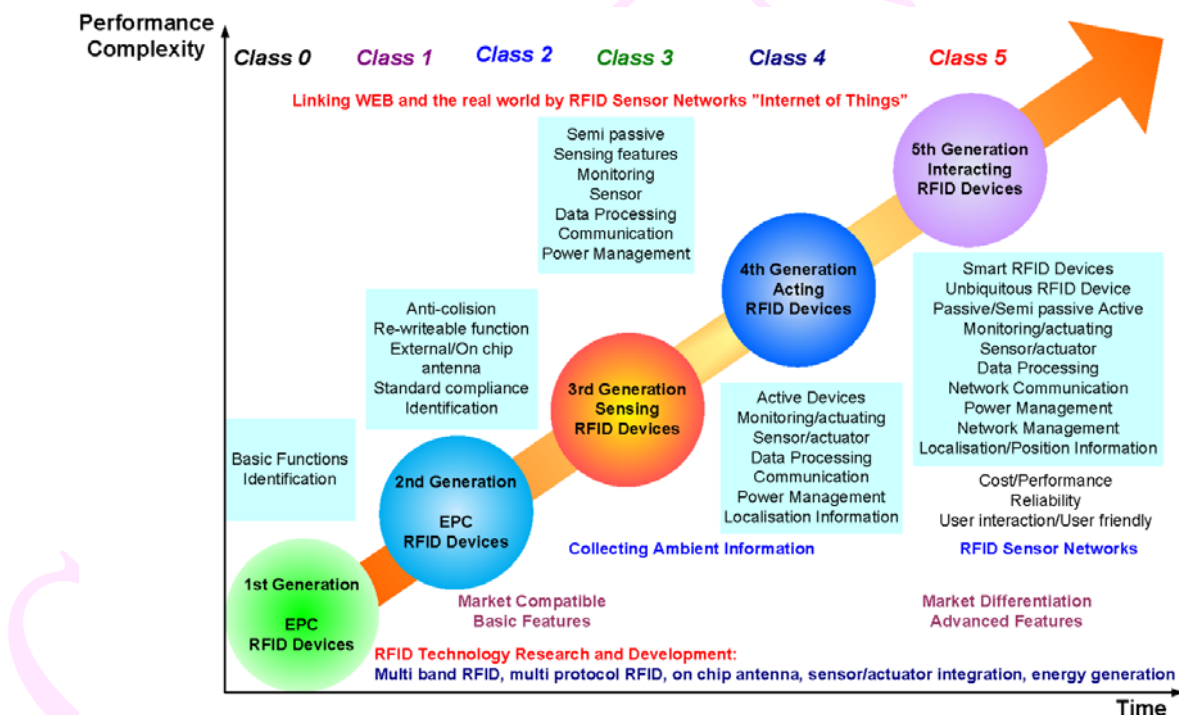 Performance
Complexity
Class 0
Class 1
Class 2
Class 3
Class 4
Class 5
Linking WEB and the real world by RFID Sensor Networks "Internet of Things"
Semi passive
Sensing features
Monitoring
Sensor
Data Processing
Communication
Power Management
5th Generation
Interacting
RFID Devices
4th Generation
Acting
RFID Devices
Smart RFID Devices
Unbiquitous RFID Device
Passive/Semi passive Active
Monitoring/actuating
Sensor/actuator
Data Processing
Network Communication
Power Management
Network Management
Localisation/Position Information
Anti-colision
Re-writeable function
External/On chip
antenna
Standard compliance
Identification
3rd Generation
Sensing
RFID Devices
Active Devices
Monitoring/actuating
Sensor/actuator
Data Processing
Communication
Power Management
Localisation Information
Basic Functions
Identification
2nd Generation
EPC
RFID Devices
Cost/Performance
Reliability
User interaction/User friendly
Collecting Ambient Information
RFID Sensor Networks
1st Generation
EPC
RFID Devices
Market Compatible
Basic Features
Market Differentiation
Advanced Features
RFID Technology Research and Development:
Multi band RFID, multi protocol RFID, on chip antenna, sensor/actuator integration, energy generation
Time